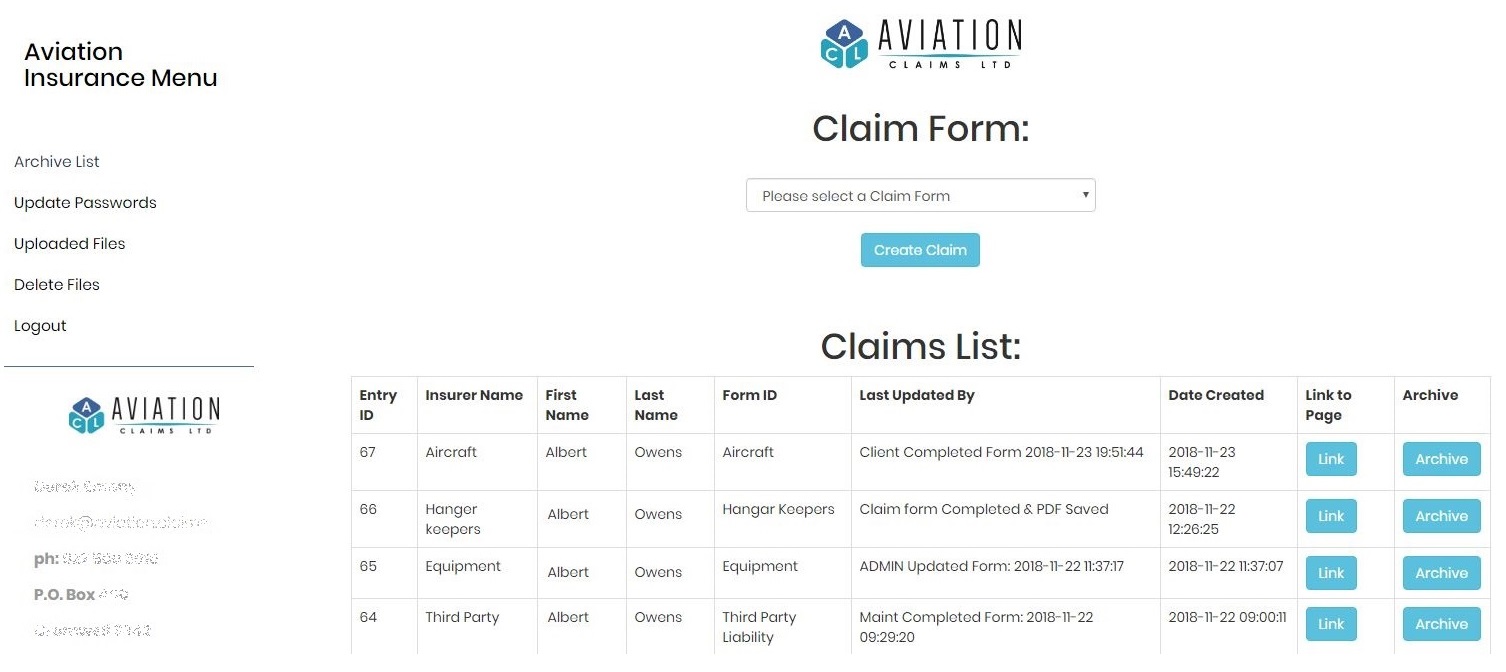 Aviation
Insurance Menu
Archive List
Update Passwords
Uploaded Files
Delete Files
Logout
ACL AVIATION
CLAIMS LTD
ph:
P.O. Box
ACL AVIATION
CLAIMS LTD
Claim Form:
Please select a Claim Form
Create Claim
Claims List:
Entry ID Insurer Name First Name Last Name Form ID Last Updated By Date Created Link to Page Archive
67 Aircraft Albert Owens Aircraft Client Completed Form 2018-11-23 19:51:44 2018-11-23 15:49:22 Link Archive
66 Hanger keepers Albert Owens Hangar Keepers Claim form Completed & PDF Saved 2018-11-22 12:26:25 Link Archive
65 Equipment Albert Owens Equipment ADMIN Updated Form: 2018-11-22 11:37:17 2018-11-22 11:37:07 Link Archive
64 Third Party Albert Owens Third Party Liability Maint Completed Form: 2018-11-22 09:29:20 2018-11-22 09:00:11 Link Archive